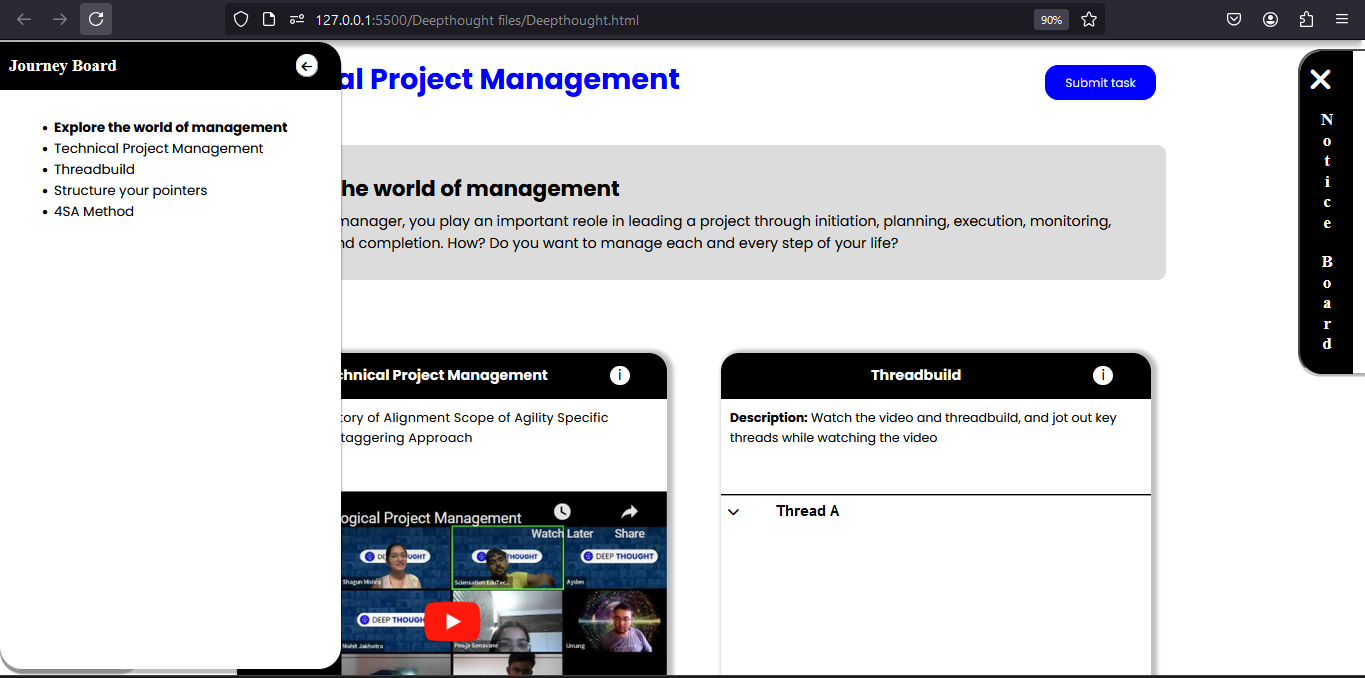 127.0.0.1:5500/Deepthought files/Deepthought.html
90%
Journey Board
Explore the world of management
Technical Project Management
Threadbuild
Structure your pointers
4SA Method
al Project Management
Submit task
he world of management
manager, you play an important reole in leading a project through initiation, planning, execution, monitoring,
nd completion. How? Do you want to manage each and every step of your life?
chnical Project Management
i
tory of Alignment Scope of Agility Specific
taggering Approach
ogical Project Management
Watch Later
Share
DEEP THOUGHT
Shagun Mishra
Ayden
DEEP THOUGH
Mohit Jakhotra
Pooja Sonavane
Umang
Threadbuild
i
Description: Watch the video and threadbuild, and jot out key
threads while watching the video
Thread A
Notice Board